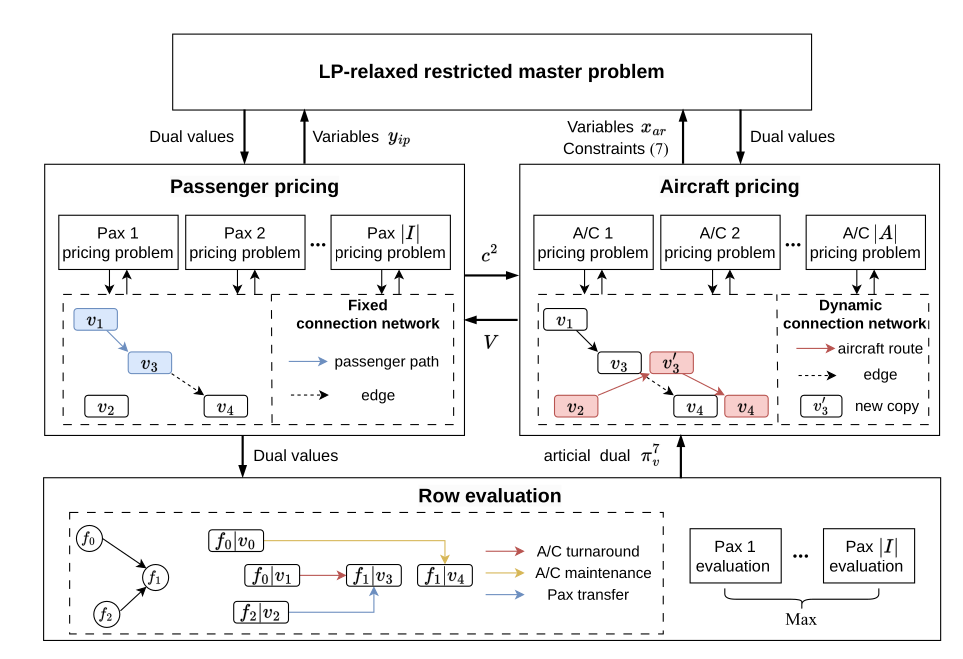 LP-relaxed restricted master problem
Dual values
Variables y_{ip}
Variables x_{ar}
Constraints (7)
Dual values
Passenger pricing
Pax 1
pricing problem
Pax 2
pricing problem
...
Pax |I|
pricing problem
v_1
v_3
v_2
v_4
Fixed
connection network
passenger path
edge
c^2
V
Aircraft pricing
A/C 1
pricing problem
A/C 2
pricing problem
...
A/C |A|
pricing problem
v_1
v_3
v'_3
v_2
v_4
v_4
Dynamic
connection network
aircraft route
edge
v'_3 new copy
Dual values
articial dual π^7_v
Row evaluation
f_0
f_1
f_2
f_0|v_0
f_0|v_1
f_1|v_3
f_1|v_4
f_2|v_2
A/C turnaround
A/C maintenance
Pax transfer
Pax 1
evaluation
...
Pax |I|
evaluation
Max